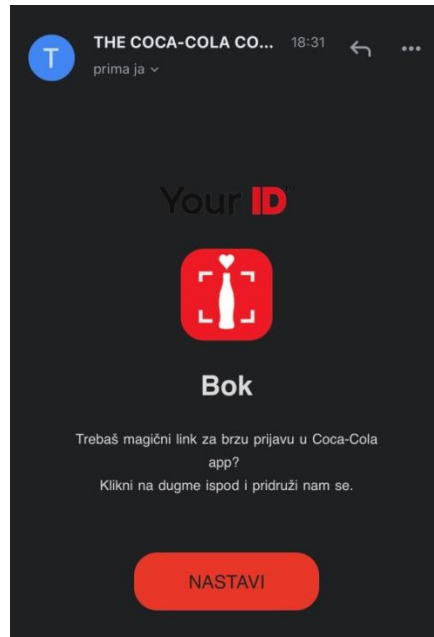 T
THE COCA-COLA CO... 18:31
prima ja
Your ID™
Bok
Trebaš magični link za brzu prijavu u Coca-Cola
app?
Klikni na dugme ispod i pridruži nam se.
NASTAVI